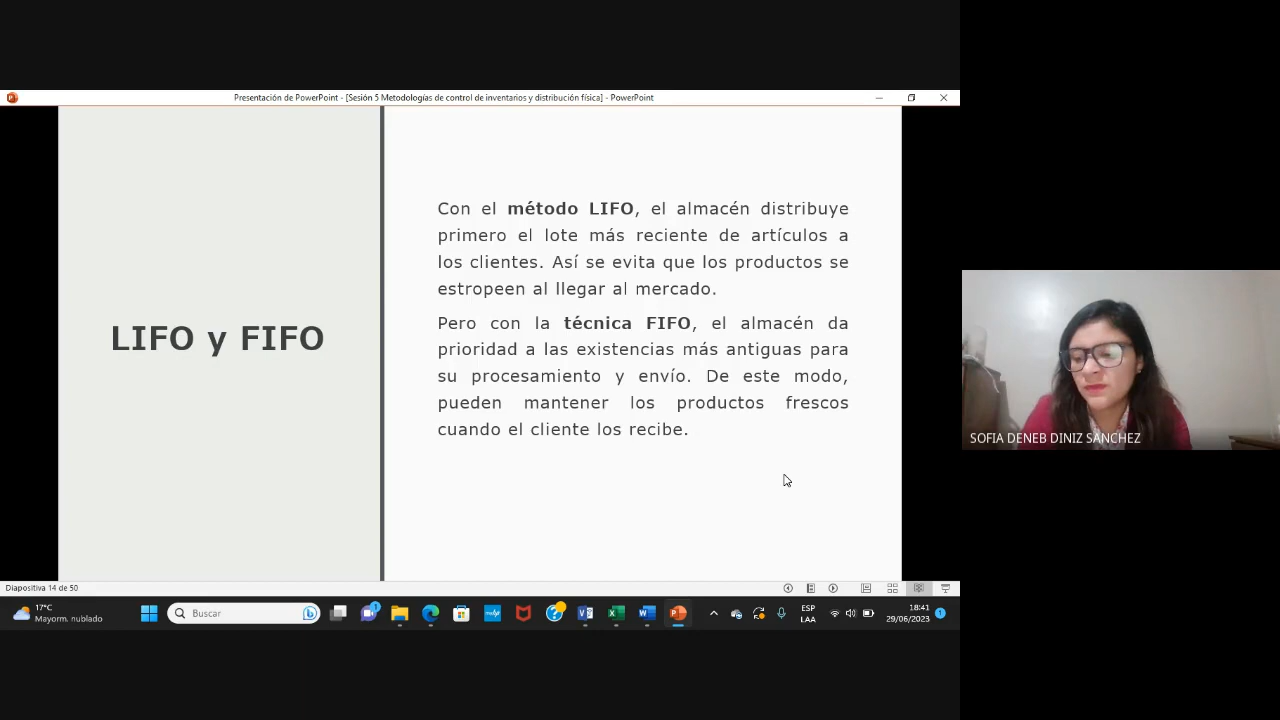 Presentación de PowerPoint - [Sesión 5 Metodologías de control de inventarios y distribución física] - PowerPoint
LIFO y FIFO
Con el método LIFO, el almacén distribuye
primero el lote más reciente de artículos a
los clientes. Así se evita que los productos se
estropeen al llegar al mercado.
Pero con la técnica FIFO, el almacén da
prioridad a las existencias más antiguas para
su procesamiento y envío. De este modo,
pueden mantener los productos frescos
cuando el cliente los recibe.
SOFIA DENEB DINIZ SANCHEZ
Diapositiva 14 de 50
17°C
Mayorm. nublado
Buscar
ESP
LAA
18:41
29/06/2023